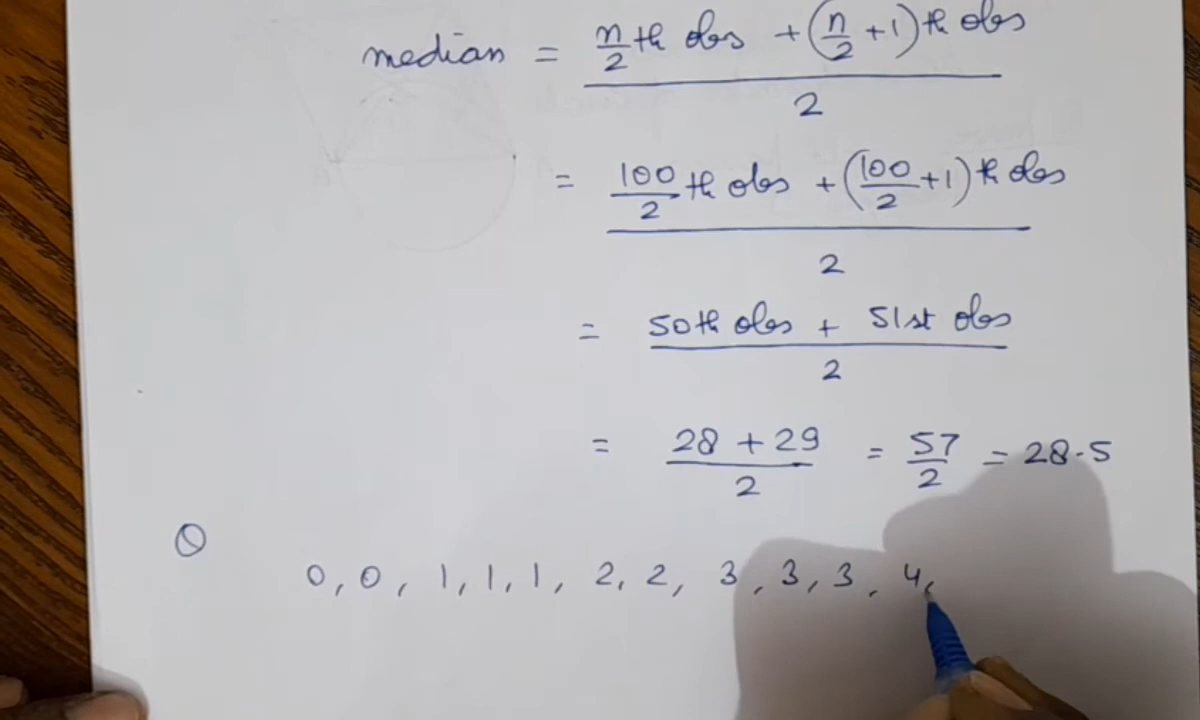 median = n/2 th obs + (n/2 + 1) th obs / 2
= 100/2 th obs + (100/2 + 1) th obs / 2
= 50th obs + 51st obs / 2
= 28 + 29 / 2 = 57/2 = 28.5
Q
0, 0, 1, 1, 1, 2, 2, 3, 3, 3, 4,